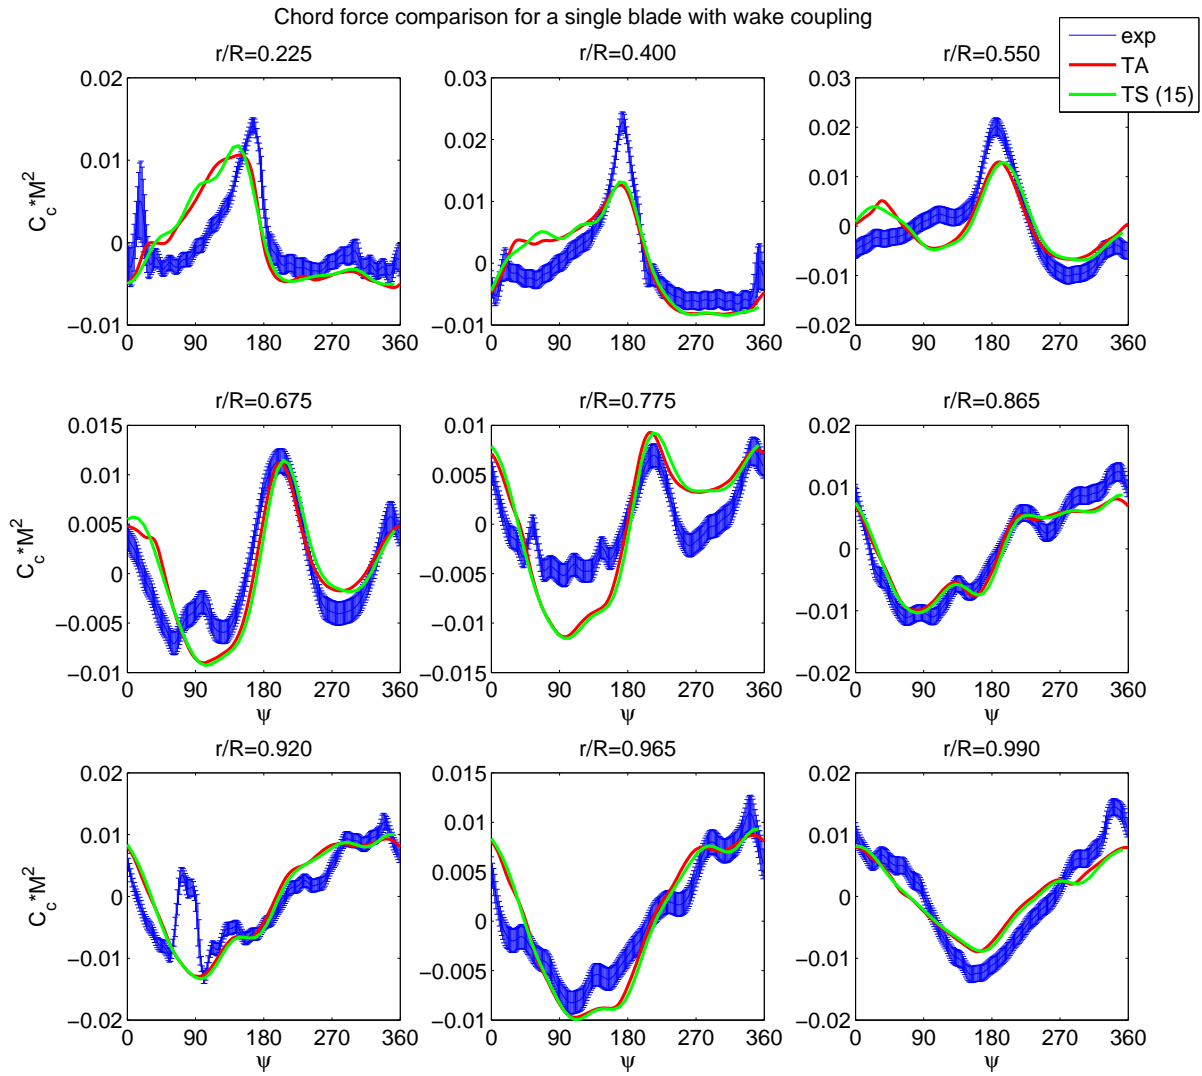 Chord force comparison for a single blade with wake coupling
exp
TA
TS (15)
r/R=0.225
r/R=0.400
r/R=0.550
0.02
0.01
0
−0.01
C_c*M^2
0 90 180 270 360
0.03
0.02
0.01
0
−0.01
0 90 180 270 360
0.03
0.02
0.01
0
−0.01
−0.02
0 90 180 270 360
r/R=0.675
r/R=0.775
r/R=0.865
0.015
0.01
0.005
0
−0.005
−0.01
C_c*M^2
0 90 180 270 360
ψ
0.01
0.005
0
−0.005
−0.01
−0.015
0 90 180 270 360
ψ
0.02
0.01
0
−0.01
−0.02
0 90 180 270 360
ψ
r/R=0.920
r/R=0.965
r/R=0.990
0.02
0.01
0
−0.01
−0.02
C_c*M^2
0 90 180 270 360
ψ
0.015
0.01
0.005
0
−0.005
−0.01
0 90 180 270 360
ψ
0.02
0.01
0
−0.01
−0.02
0 90 180 270 360
ψ